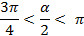 3π/4 < α/2 < π